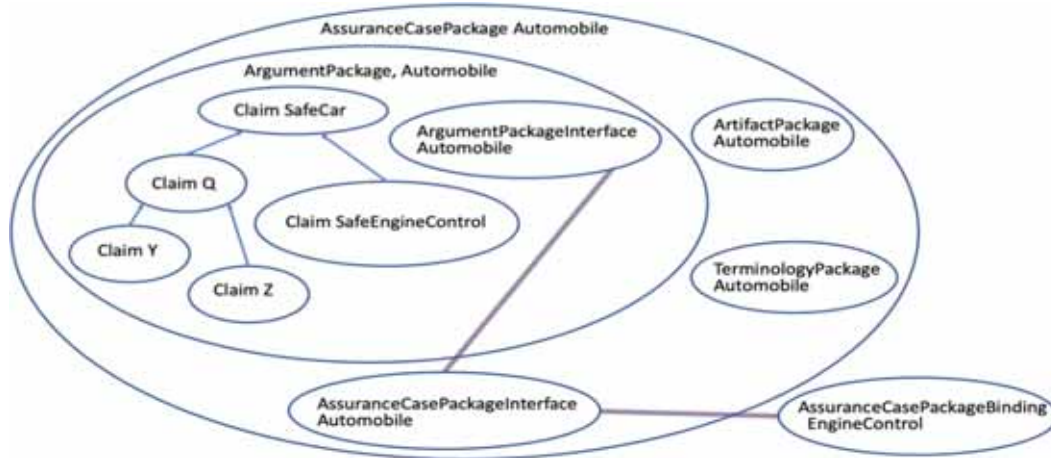 AssuranceCasePackage Automobile
ArgumentPackage, Automobile
Claim SafeCar
ArgumentPackageInterface
Automobile
ArtifactPackage
Automobile
Claim Q
Claim SafeEngineControl
Claim Y
Claim Z
TerminologyPackage
Automobile
AssuranceCasePackageInterface
Automobile
AssuranceCasePackageBinding
EngineControl